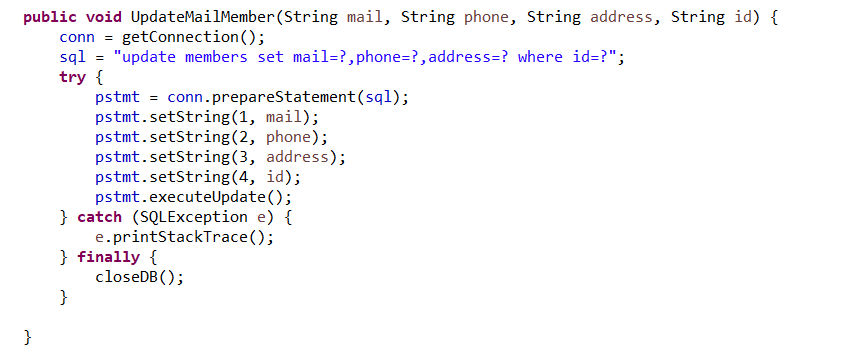 public void UpdateMailMember(String mail, String phone, String address, String id) {
conn = getConnection();
sql = "update members set mail=?,phone=?,address=? where id=?";
try {
pstmt = conn.prepareStatement(sql);
pstmt.setString(1, mail);
pstmt.setString(2, phone);
pstmt.setString(3, address);
pstmt.setString(4, id);
pstmt.executeUpdate();
} catch (SQLException e) {
e.printStackTrace();
} finally {
closeDB();
}
}